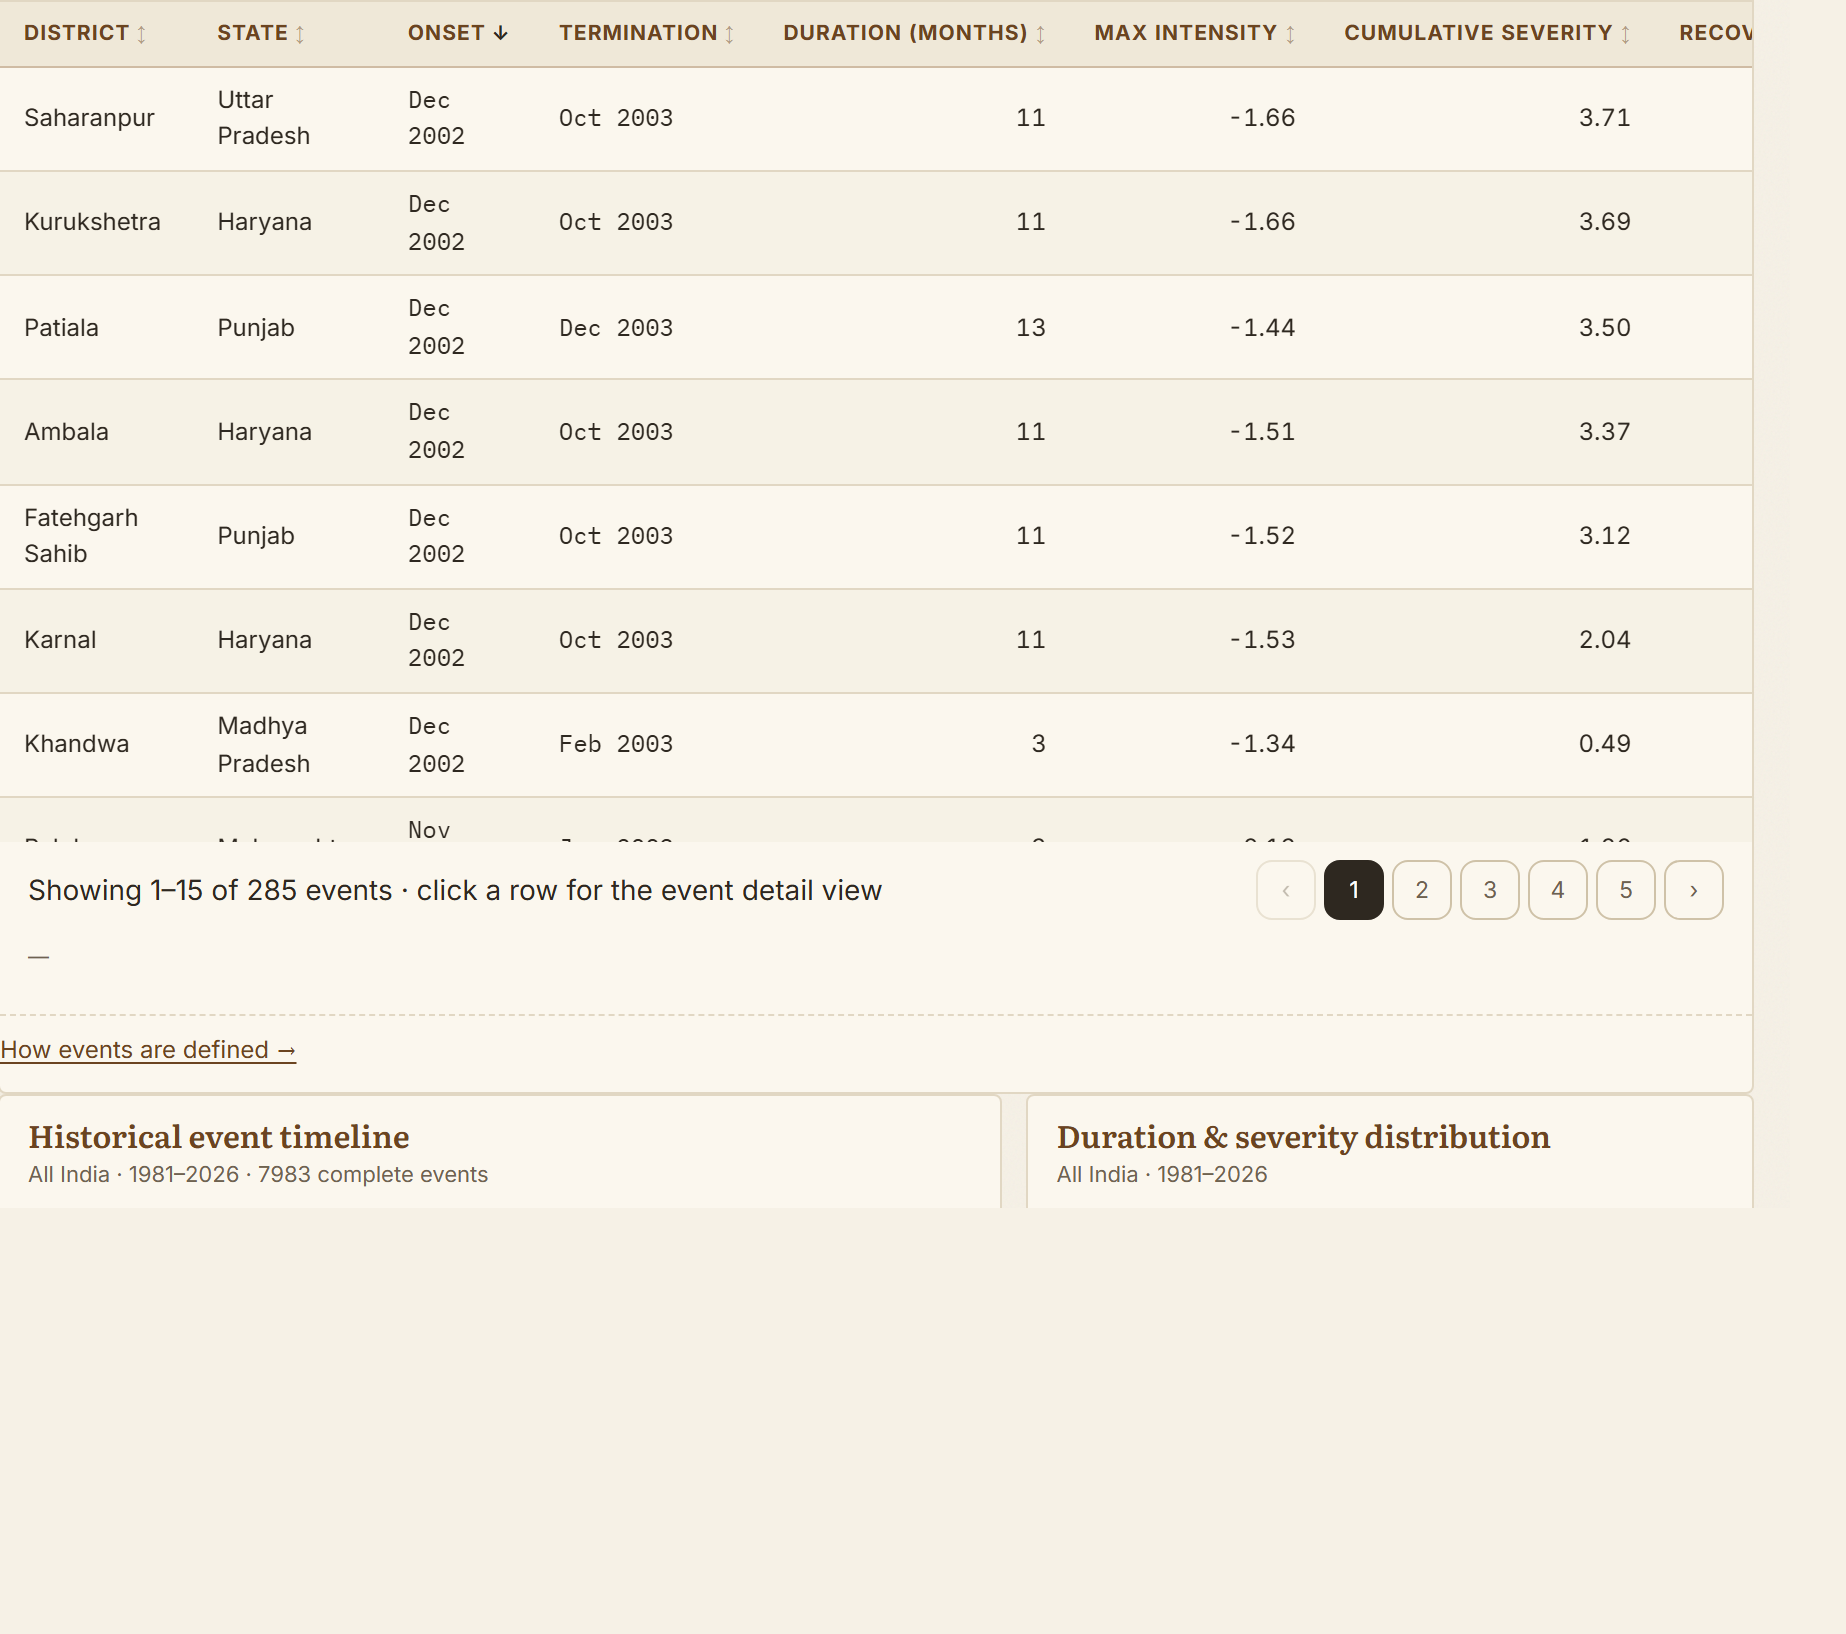 DISTRICT ↕ STATE ↕ ONSET ↓ TERMINATION ↕ DURATION (MONTHS) ↕ MAX INTENSITY ↕ CUMULATIVE SEVERITY ↕ RECOV
Saharanpur Uttar Pradesh Dec 2002 Oct 2003 11 -1.66 3.71
Kurukshetra Haryana Dec 2002 Oct 2003 11 -1.66 3.69
Patiala Punjab Dec 2002 Dec 2003 13 -1.44 3.50
Ambala Haryana Dec 2002 Oct 2003 11 -1.51 3.37
Fatehgarh Sahib Punjab Dec 2002 Oct 2003 11 -1.52 3.12
Karnal Haryana Dec 2002 Oct 2003 11 -1.53 2.04
Khandwa Madhya Pradesh Dec 2002 Feb 2003 3 -1.34 0.49
Nov
Showing 1–15 of 285 events · click a row for the event detail view ‹ 1 2 3 4 5 ›
—
How events are defined →
Historical event timeline
All India · 1981–2026 · 7983 complete events
Duration & severity distribution
All India · 1981–2026